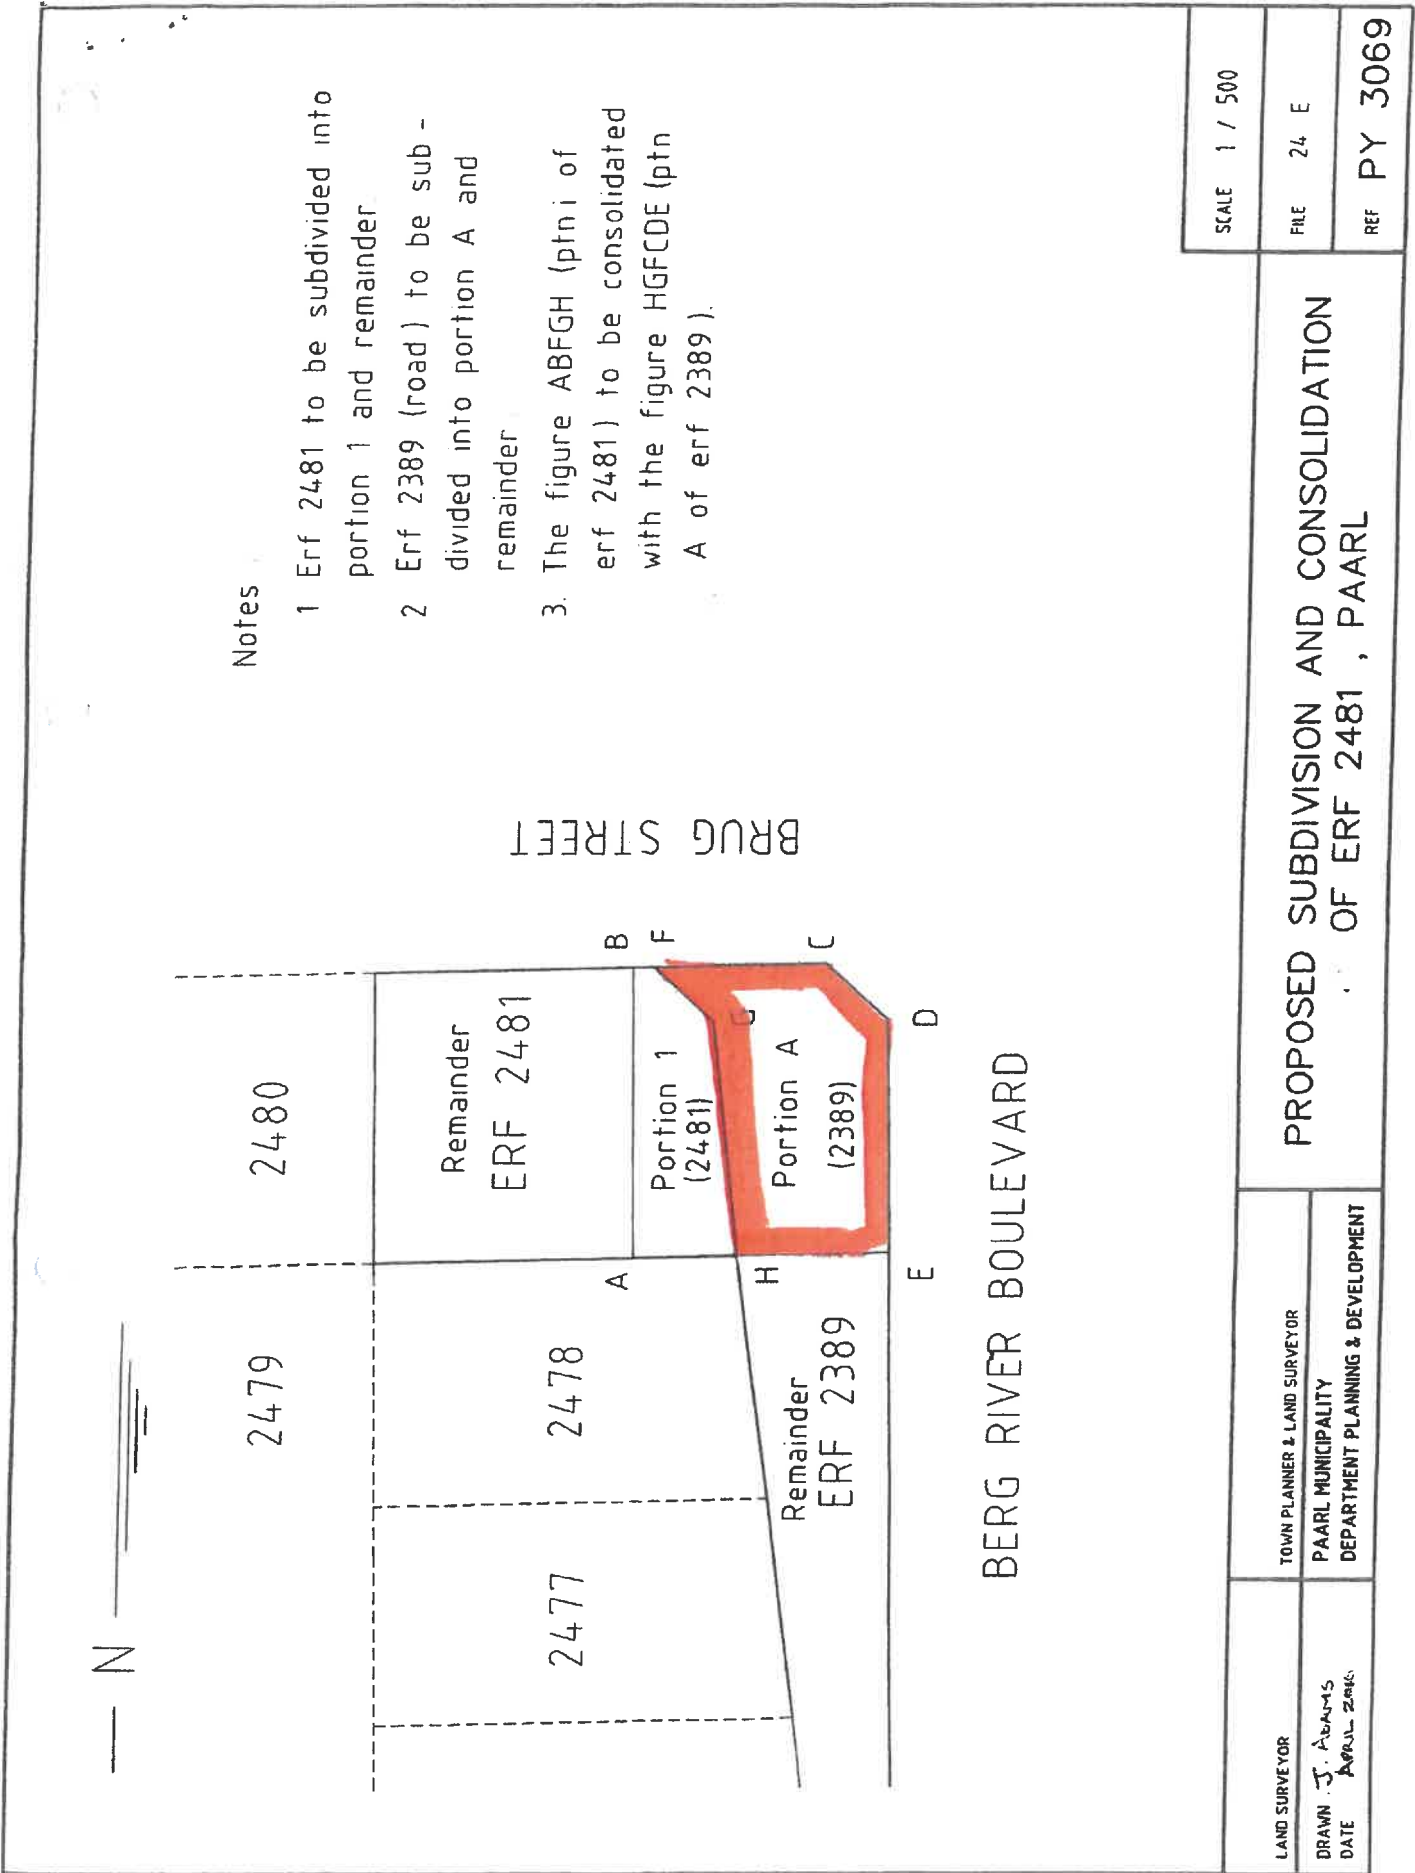 N
2479
2480
2477
2478
Remainder
ERF 2481
Portion 1
(2481)
Portion A
(2389)
Remainder
ERF 2389
A
B
F
G
H
C
D
E
BRUG STREET
BERG RIVER BOULEVARD
Notes
1 Erf 2481 to be subdivided into
portion 1 and remainder
2 Erf 2389 (road) to be sub -
divided into portion A and
remainder
3. The figure ABFGH (ptn i of
erf 2481) to be consolidated
with the figure HGFCDE (ptn
A of erf 2389).
LAND SURVEYOR
DRAWN . J. ADAMS
DATE APRIL
TOWN PLANNER & LAND SURVEYOR
PAARL MUNICIPALITY
DEPARTMENT PLANNING & DEVELOPMENT
PROPOSED SUBDIVISION AND CONSOLIDATION
OF ERF 2481 , PAARL
SCALE 1 / 500
FILE 24 E
REF PY 3069